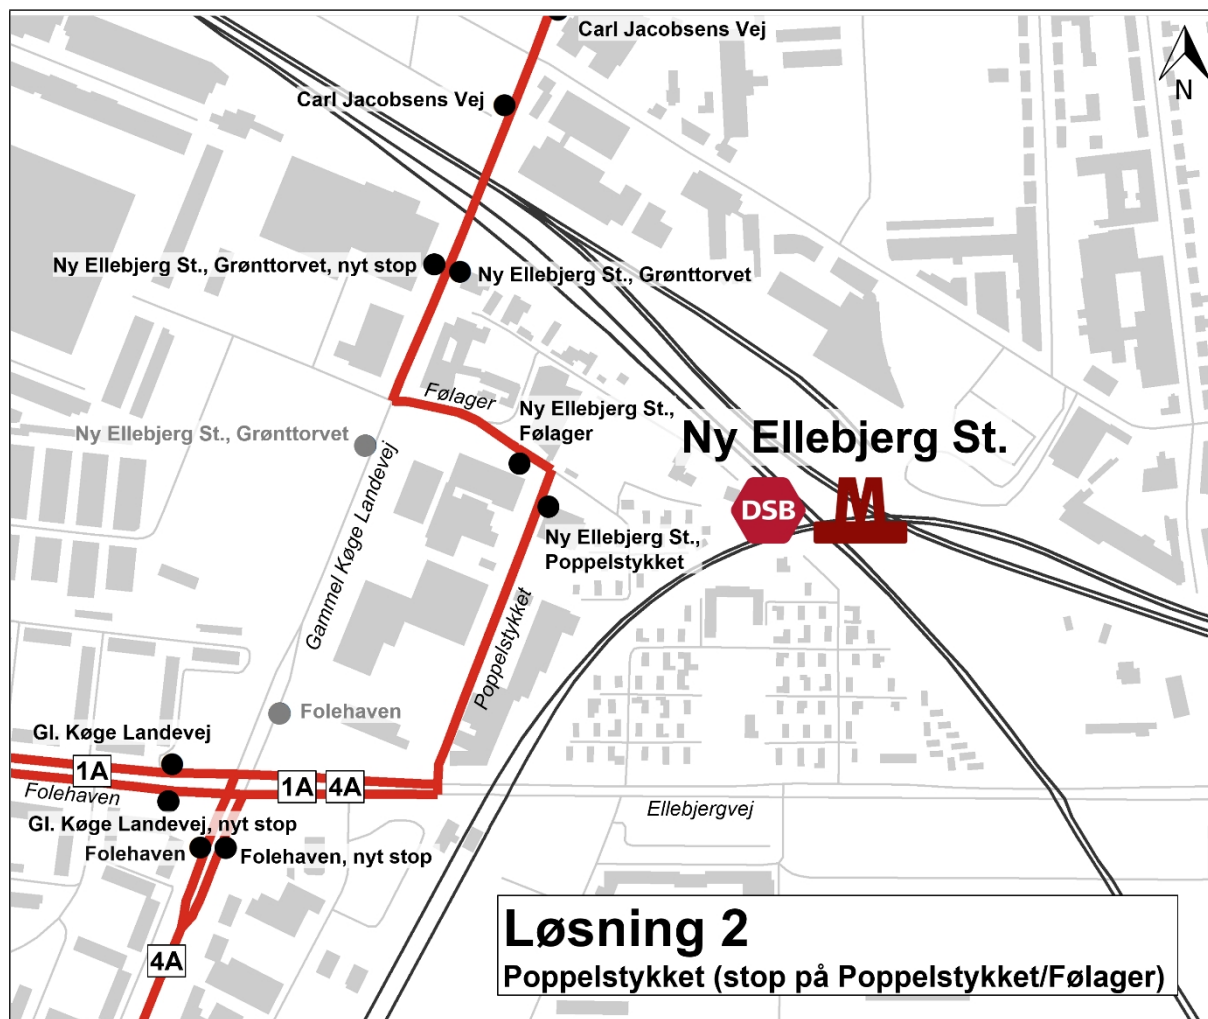 Carl Jacobsens Vej
N
Carl Jacobsens Vej
Ny Ellebjerg St., Grønttorvet, nyt stop
Ny Ellebjerg St., Grønttorvet
Følager
Ny Ellebjerg St.,
Følager
Ny Ellebjerg St., Grønttorvet
Ny Ellebjerg St.
DSB
M
Gammel Køge Landevej
Ny Ellebjerg St.,
Poppelstykket
Poppelstykket
Folehaven
Gl. Køge Landevej
1A
1A
4A
Folehaven
Ellebjergvej
Gl. Køge Landevej, nyt stop
Folehaven
Folehaven, nyt stop
4A
Løsning 2
Poppelstykket (stop på Poppelstykket/Følager)